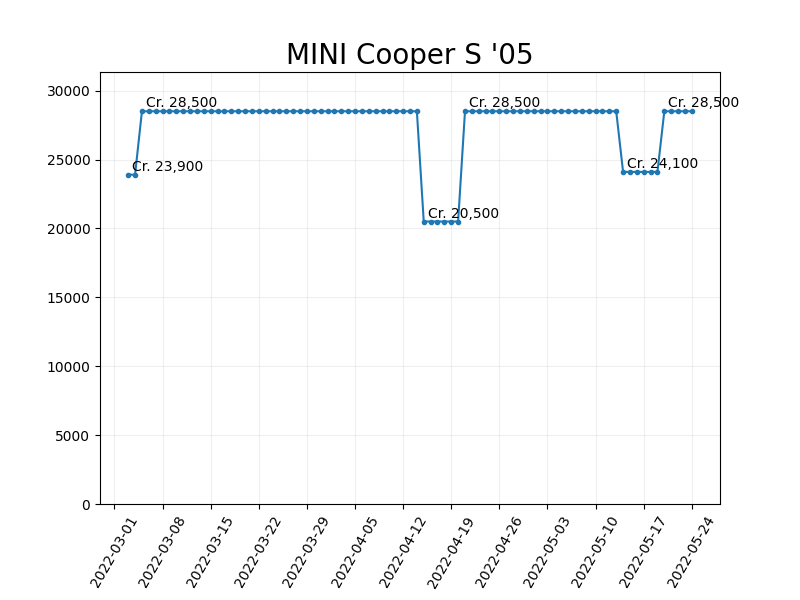 MINI Cooper S '05
30000
25000
20000
15000
10000
5000
0
Cr. 23,900
Cr. 28,500
Cr. 20,500
Cr. 28,500
Cr. 24,100
Cr. 28,500
2022-03-01
2022-03-08
2022-03-15
2022-03-22
2022-03-29
2022-04-05
2022-04-12
2022-04-19
2022-04-26
2022-05-03
2022-05-10
2022-05-17
2022-05-24